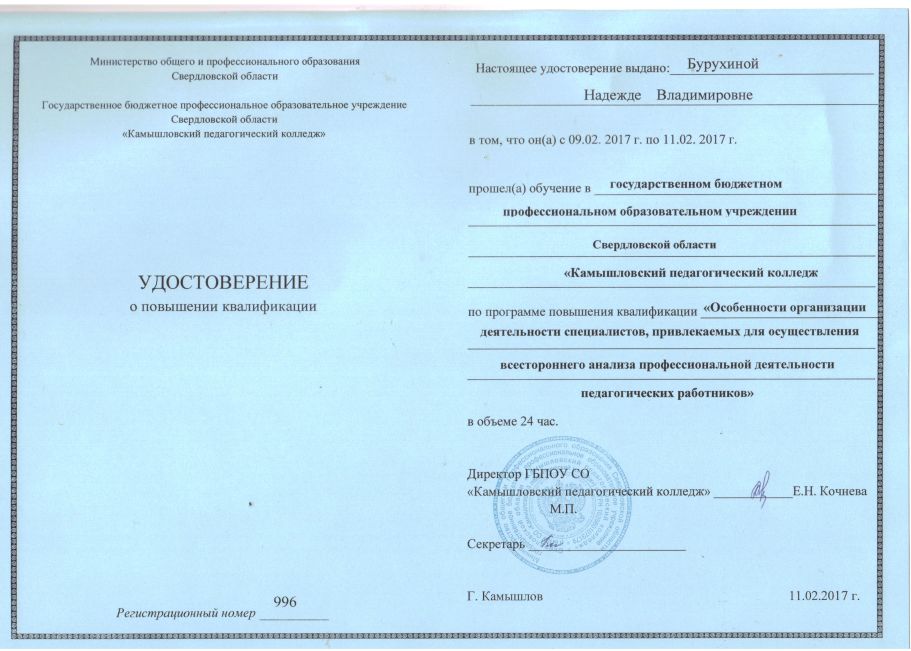 Министерство общего и профессионального образования
Свердловской области
Государственное бюджетное профессиональное образовательное учреждение
Свердловской области
«Камышловский педагогический колледж»
УДОСТОВЕРЕНИЕ
о повышении квалификации
Регистрационный номер 996
Настоящее удостоверение выдано: Бурухиной
Надежде Владимировне
в том, что он(а) с 09.02. 2017 г. по 11.02. 2017 г.
прошел(а) обучение в государственном бюджетном
профессиональном образовательном учреждении
Свердловской области
«Камышловский педагогический колледж
по программе повышения квалификации «Особенности организации
деятельности специалистов, привлекаемых для осуществления
всестороннего анализа профессиональной деятельности
педагогических работников»
в объеме 24 час.
Директор ГБПОУ СО
«Камышловский педагогический колледж» Е.Н. Кочнева
М.П.
Секретарь
Г. Камышлов 11.02.2017 г.